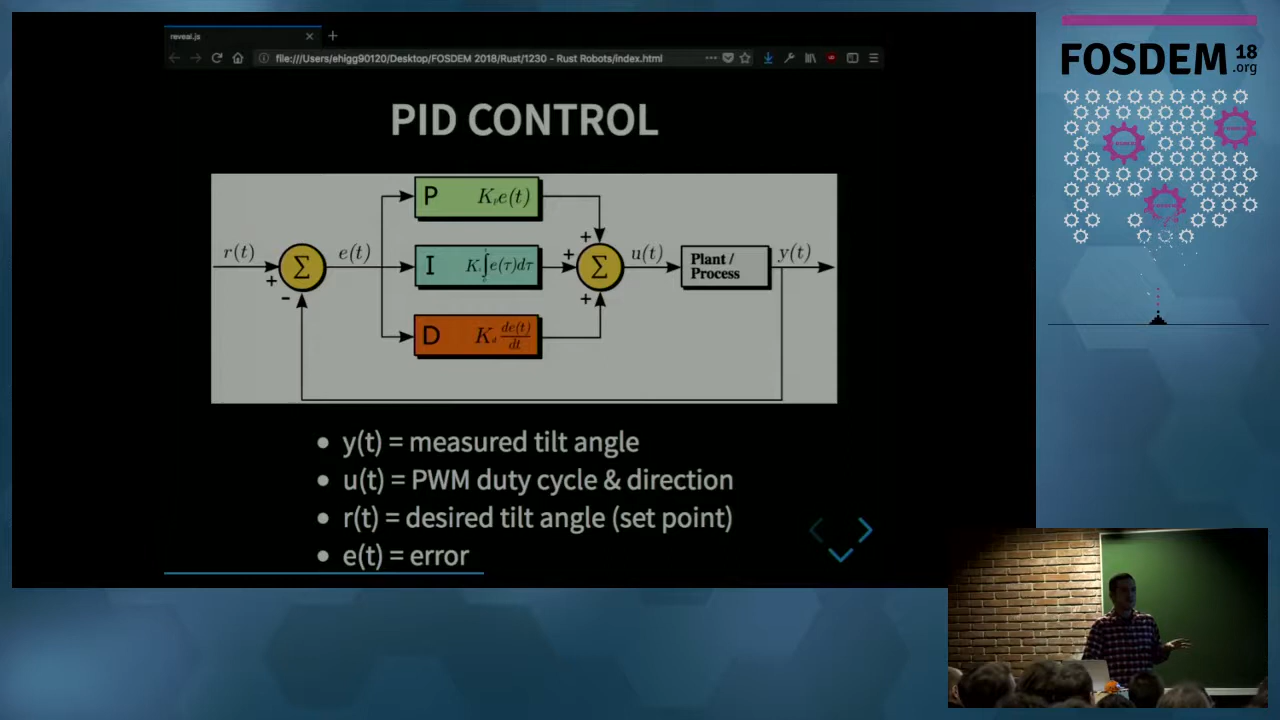 reveal.js
file:///Users/ehigg90120/Desktop/FOSDEM 2018/Rust/1230 - Rust Robots/index.html
FOSDEM 18
.org
PID CONTROL
P K_p e(t)
r(t) e(t) I K_i ∫ e(τ)dτ u(t) Plant / y(t)
Σ Σ Process
+ + + +
-
D K_d de(t)/dt
• y(t) = measured tilt angle
• u(t) = PWM duty cycle & direction
• r(t) = desired tilt angle (set point)
• e(t) = error